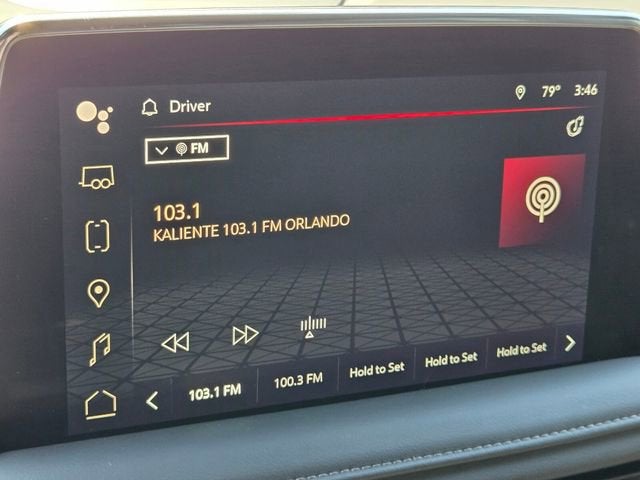 Driver
79° 3:46
FM
103.1
KALIENTE 103.1 FM ORLANDO
103.1 FM 100.3 FM Hold to Set Hold to Set Hold to Set